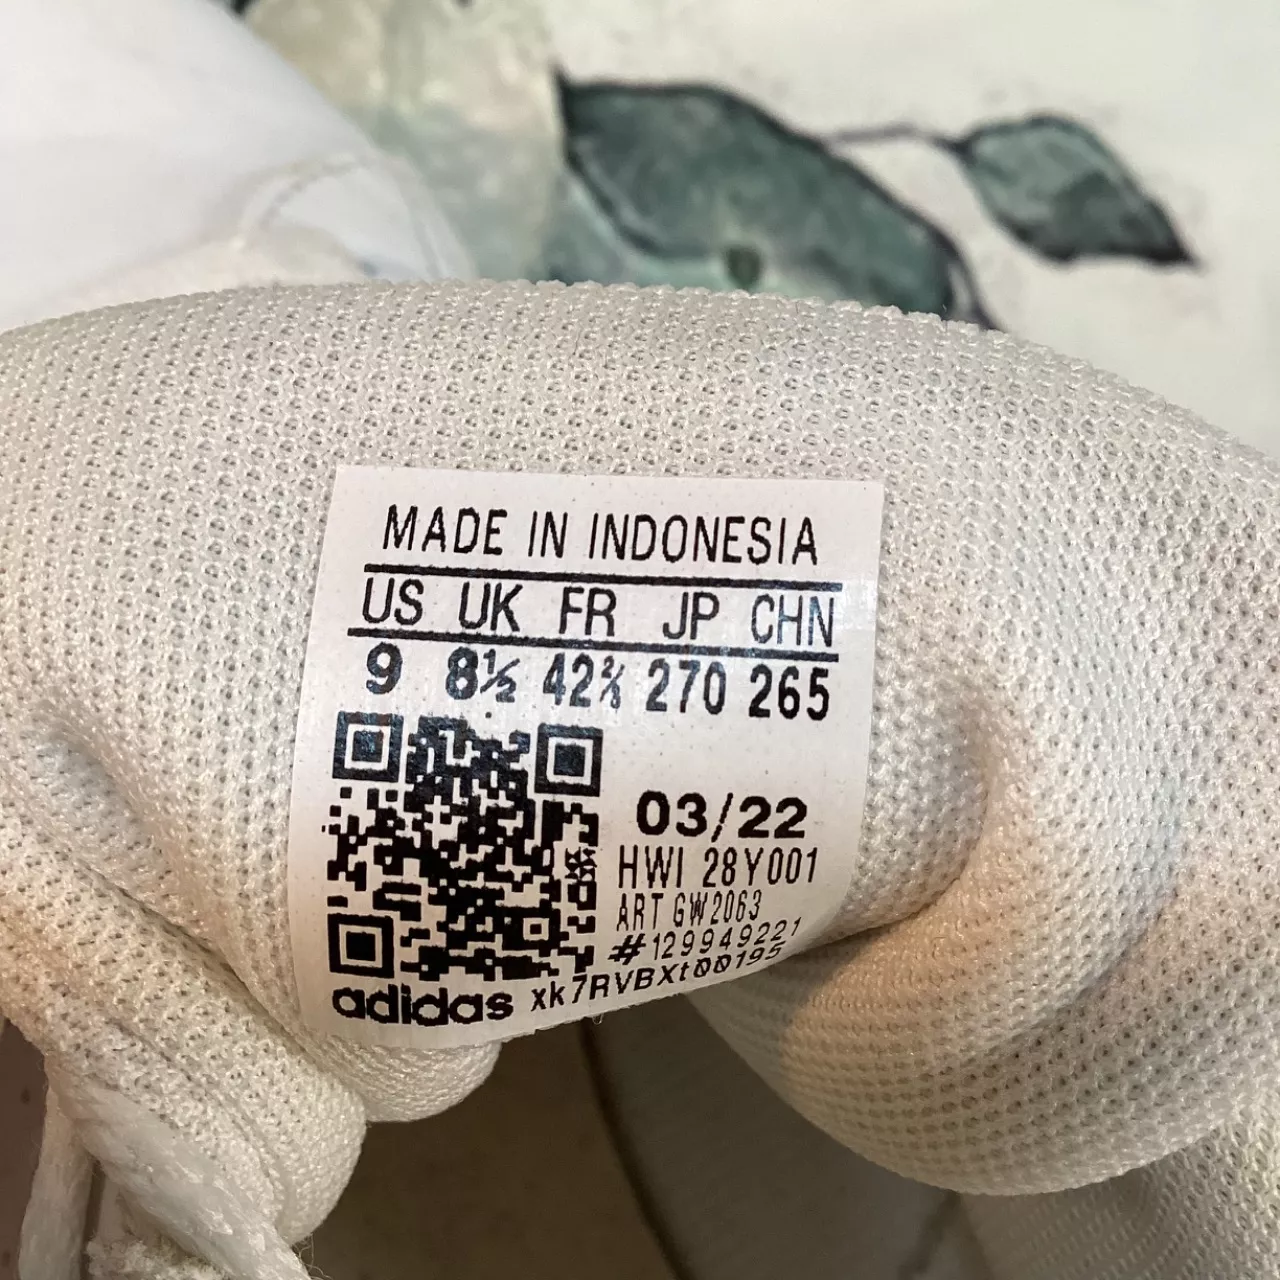 MADE IN INDONESIA
US UK FR JP CHN
9 8½ 42⅔ 270 265
03/22
HWI 28Y001
ART GW2063
# 129949221
adidas xk7RVBXt00195